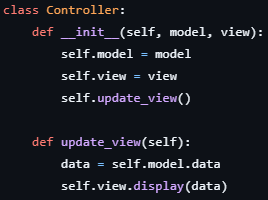 class Controller:
    def __init__(self, model, view):
        self.model = model
        self.view = view
        self.update_view()

    def update_view(self):
        data = self.model.data
        self.view.display(data)